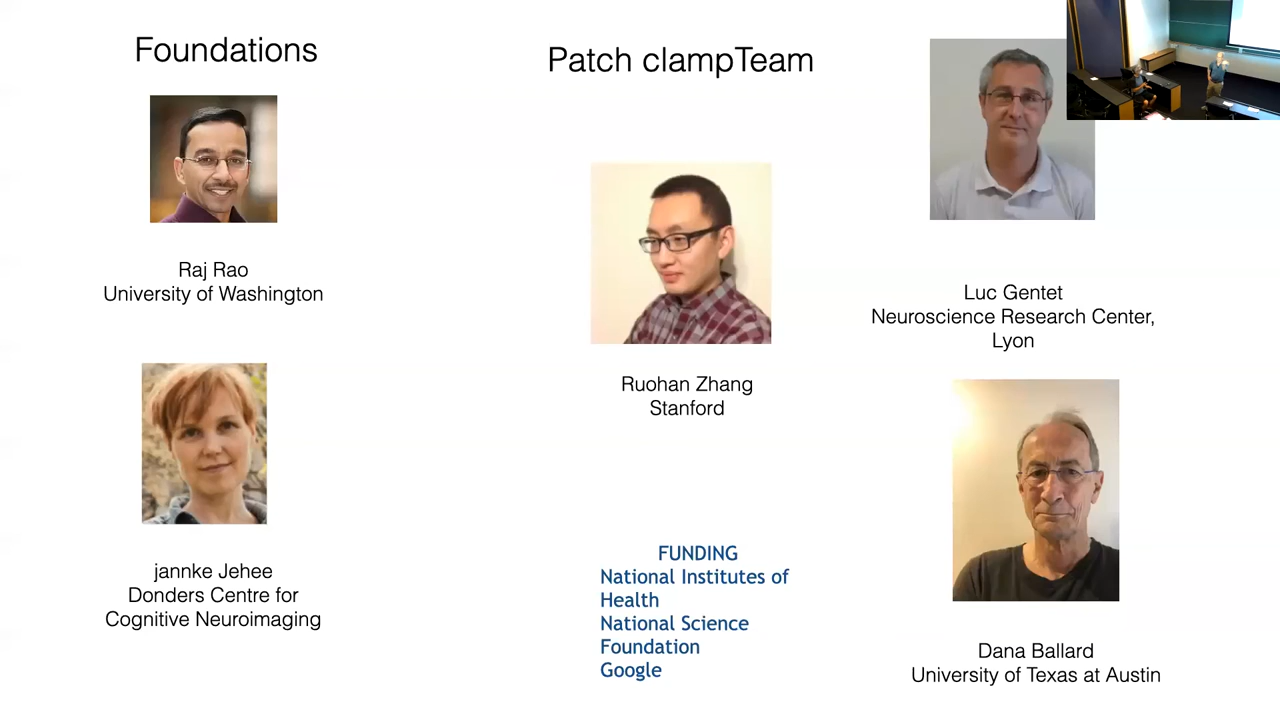 Foundations
Raj Rao
University of Washington
jannke Jehee
Donders Centre for
Cognitive Neuroimaging
Patch clampTeam
Ruohan Zhang
Stanford
FUNDING
National Institutes of
Health
National Science
Foundation
Google
Luc Gentet
Neuroscience Research Center,
Lyon
Dana Ballard
University of Texas at Austin